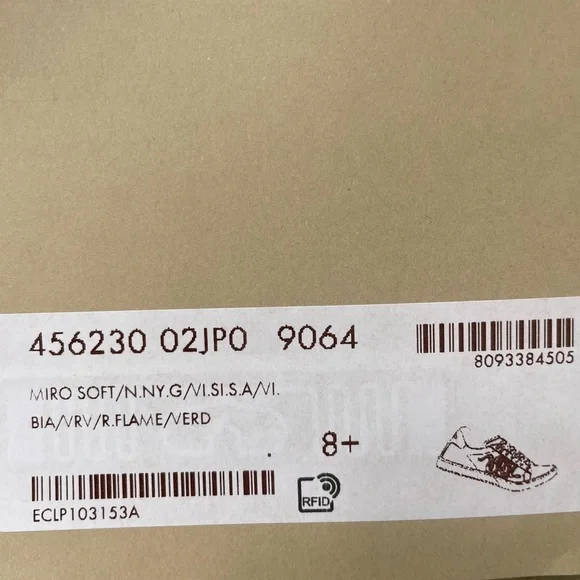 456230 02JP0 9064
8093384505
MIRO SOFT/N.NY.G/VI.SI.S.A/VI.
BIA/VRV/R.FLAME/VERD
8+
RFID
ECLP103153A